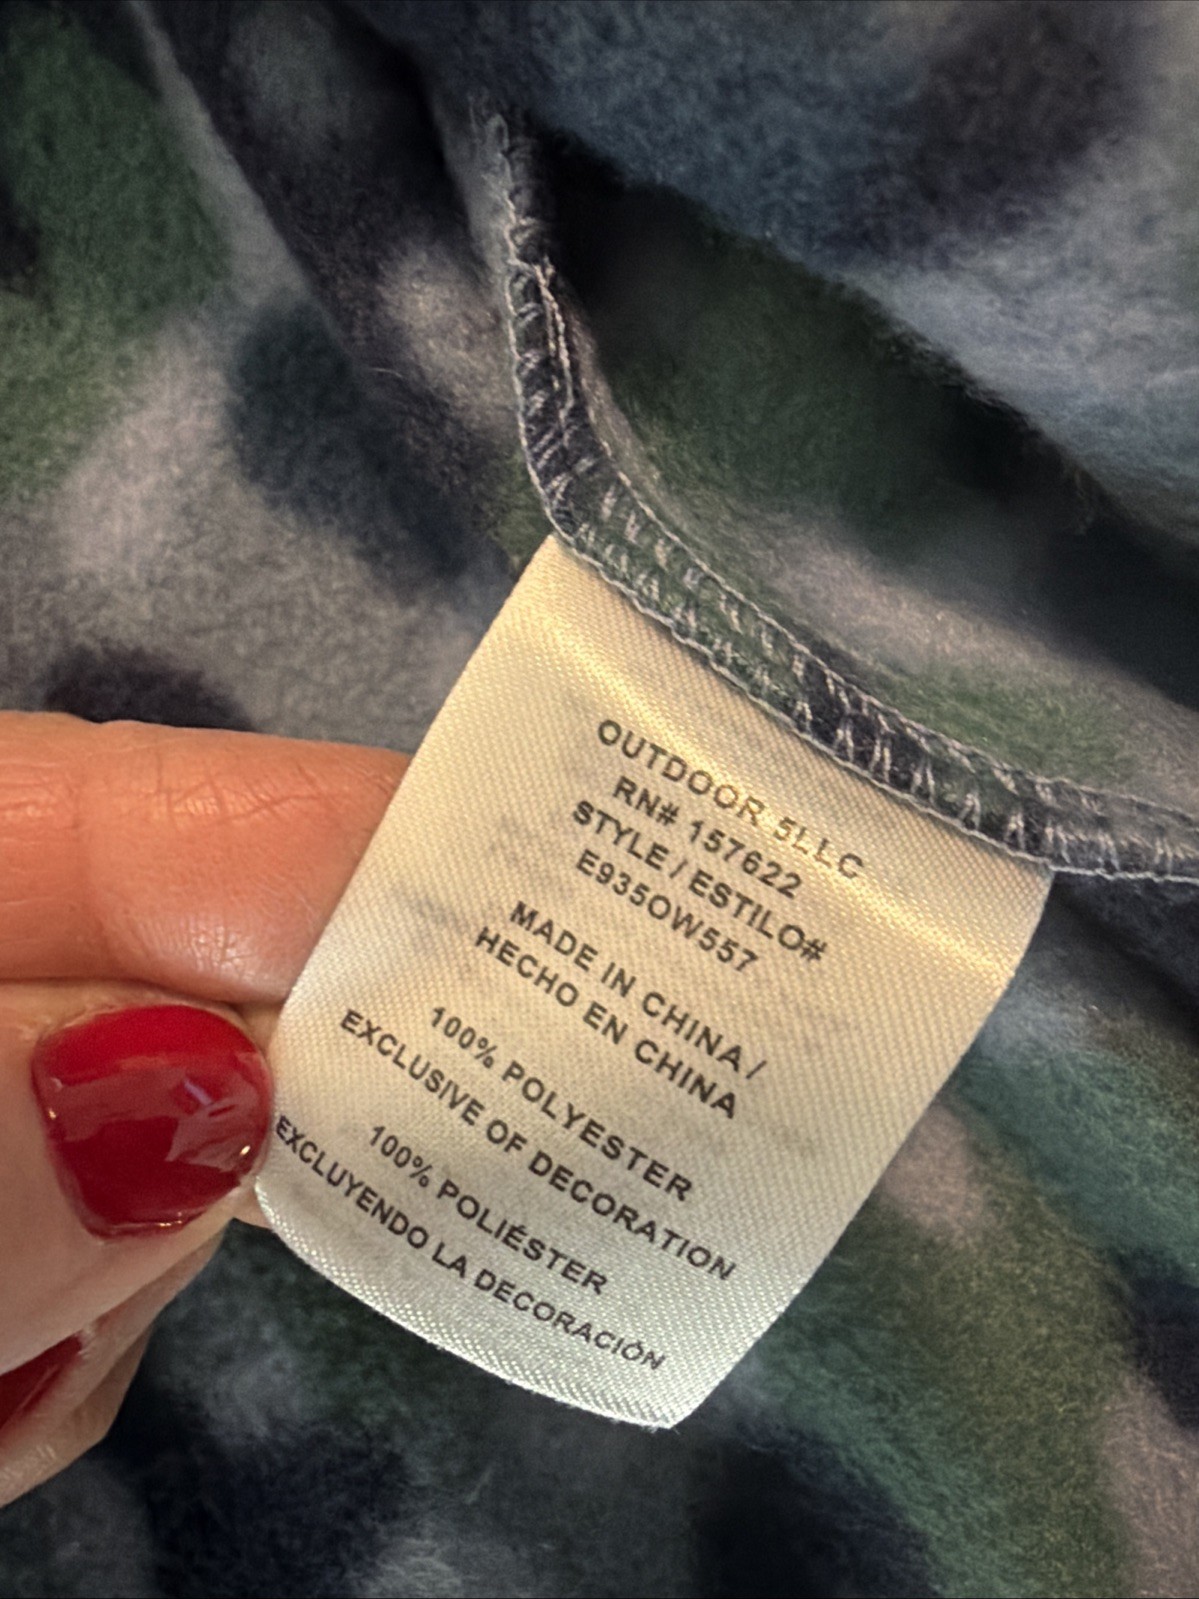 OUTDOOR 5LLC
RN# 157622
STYLE / ESTILO#
E935OW557
MADE IN CHINA /
HECHO EN CHINA
100% POLYESTER
EXCLUSIVE OF DECORATION
100% POLIÉSTER
EXCLUYENDO LA DECORACIÓN